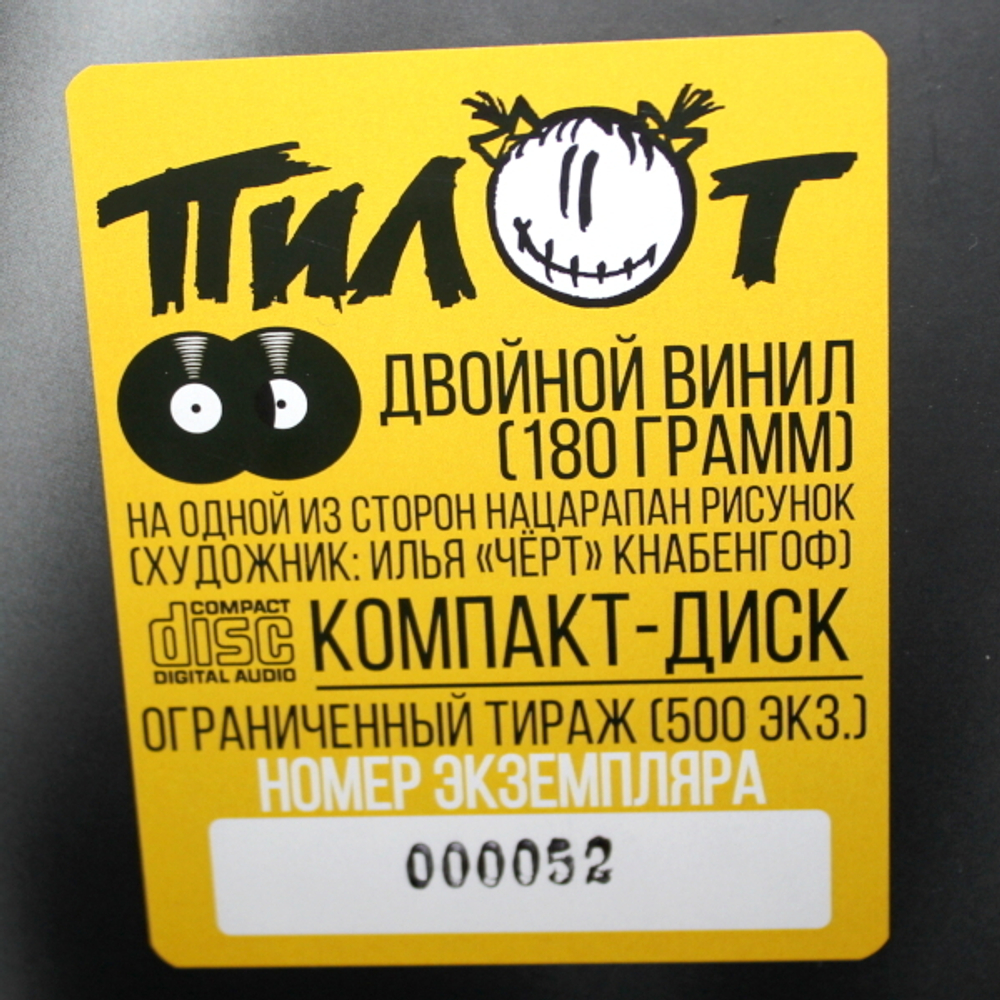 ПИЛОТ
ДВОЙНОЙ ВИНИЛ
(180 ГРАММ)
НА ОДНОЙ ИЗ СТОРОН НАЦАРАПАН РИСУНОК
(ХУДОЖНИК: ИЛЬЯ «ЧЁРТ» КНАБЕНГОФ)
COMPACT
disc
DIGITAL AUDIO
КОМПАКТ-ДИСК
ОГРАНИЧЕННЫЙ ТИРАЖ (500 ЭКЗ.)
НОМЕР ЭКЗЕМПЛЯРА
000052